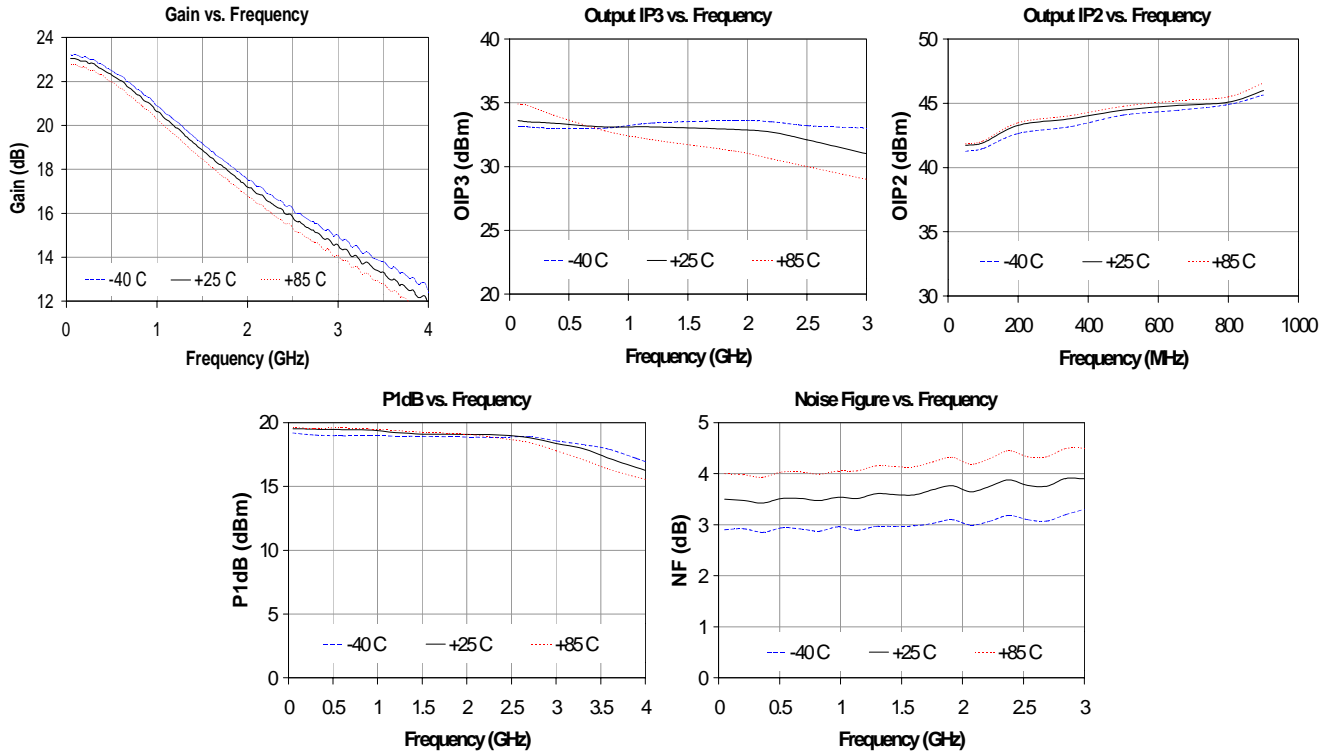 Gain vs. Frequency
24
22
20
18
16
14
12
Gain (dB)
-40 C
+25 C
+85 C
0
1
2
3
4
Frequency (GHz)
Output IP3 vs. Frequency
40
35
30
25
20
OIP3 (dBm)
-40 C
+25 C
+85 C
0
0.5
1
1.5
2
2.5
3
Frequency (GHz)
Output IP2 vs. Frequency
50
45
40
35
30
OIP2 (dBm)
-40 C
+25 C
+85 C
0
200
400
600
800
1000
Frequency (MHz)
P1dB vs. Frequency
20
15
10
5
0
P1dB (dBm)
-40 C
+25 C
+85 C
0
0.5
1
1.5
2
2.5
3
3.5
4
Frequency (GHz)
Noise Figure vs. Frequency
5
4
3
2
1
0
NF (dB)
-40 C
+25 C
+85 C
0
0.5
1
1.5
2
2.5
3
Frequency (GHz)